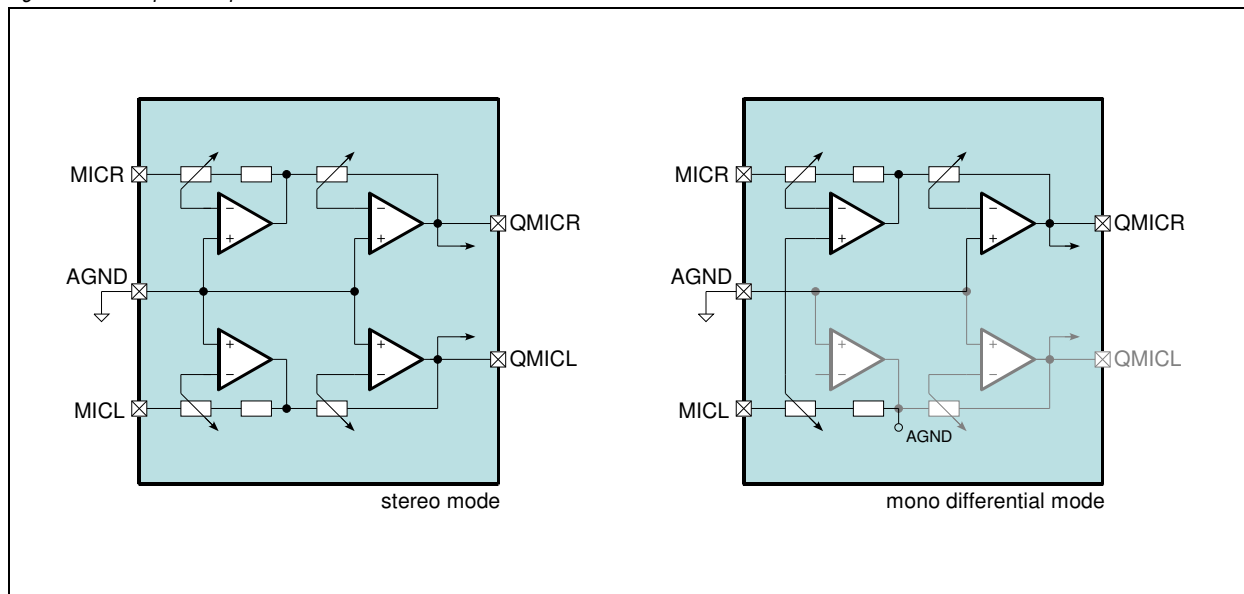 MICR
AGND
MICL
QMICR
QMICL
stereo mode
MICR
AGND
MICL
AGND
QMICR
QMICL
mono differential mode